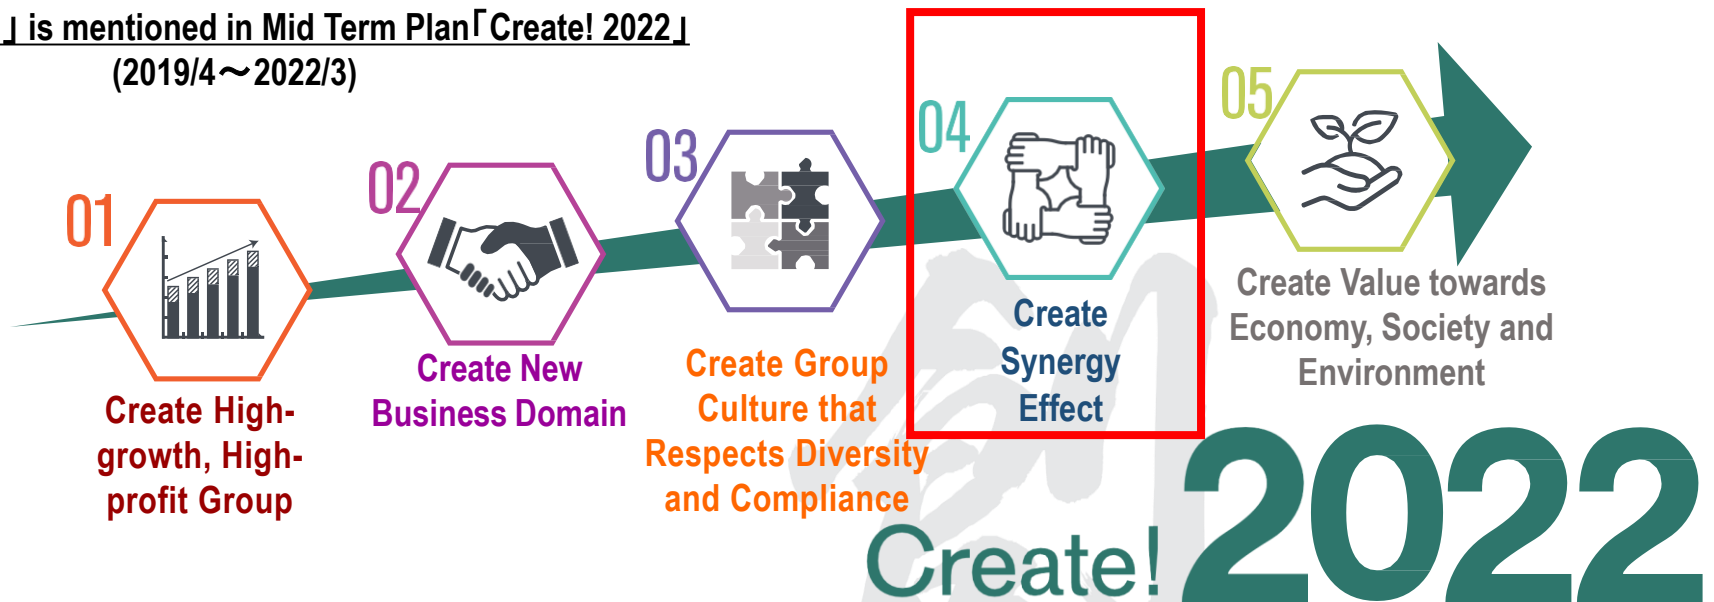 」 is mentioned in Mid Term Plan「Create! 2022」
(2019/4～2022/3)
01
Create High-
growth, High-
profit Group
02
Create New
Business Domain
03
Create Group
Culture that
Respects Diversity
and Compliance
04
Create
Synergy
Effect
05
Create Value towards
Economy, Society and
Environment
Create! 2022